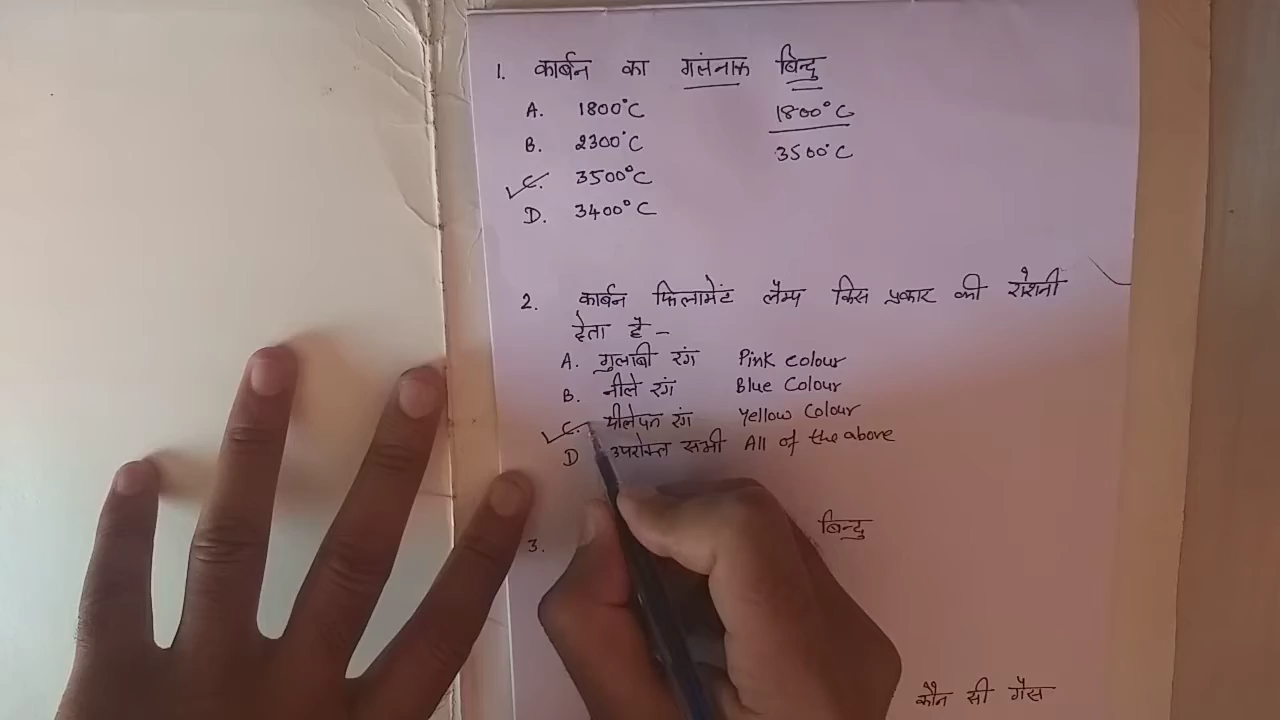 1. कार्बन का गलनांक बिन्दु
A. 1800°C 1800°C
B. 2300°C 3500°C
C. 3500°C
D. 3400°C
2. कार्बन फिलामेंट लैम्प किस प्रकार की रोशनी
देता है -
A. गुलाबी रंग Pink colour
B. नीले रंग Blue Colour
C. पीलेपन रंग Yellow Colour
D उपरोक्त सभी All of the above
3. बिन्दु
कौन सी गैस